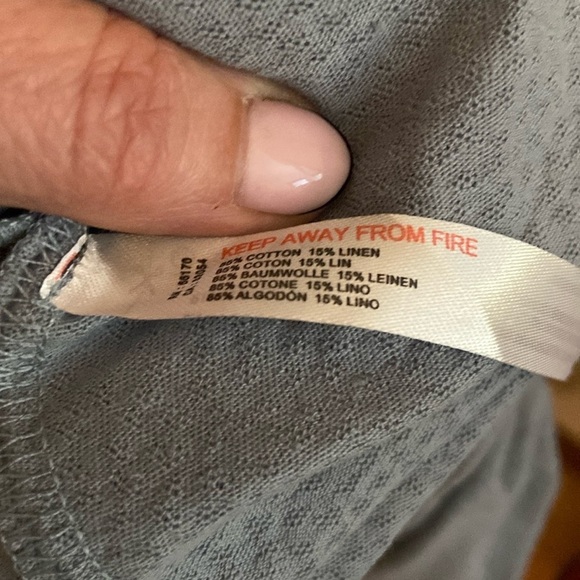 KEEP AWAY FROM FIRE
85% COTTON 15% LINEN
85% COTON 15% LIN
85% BAUMWOLLE 15% LEINEN
85% COTONE 15% LINO
85% ALGODÓN 15% LINO